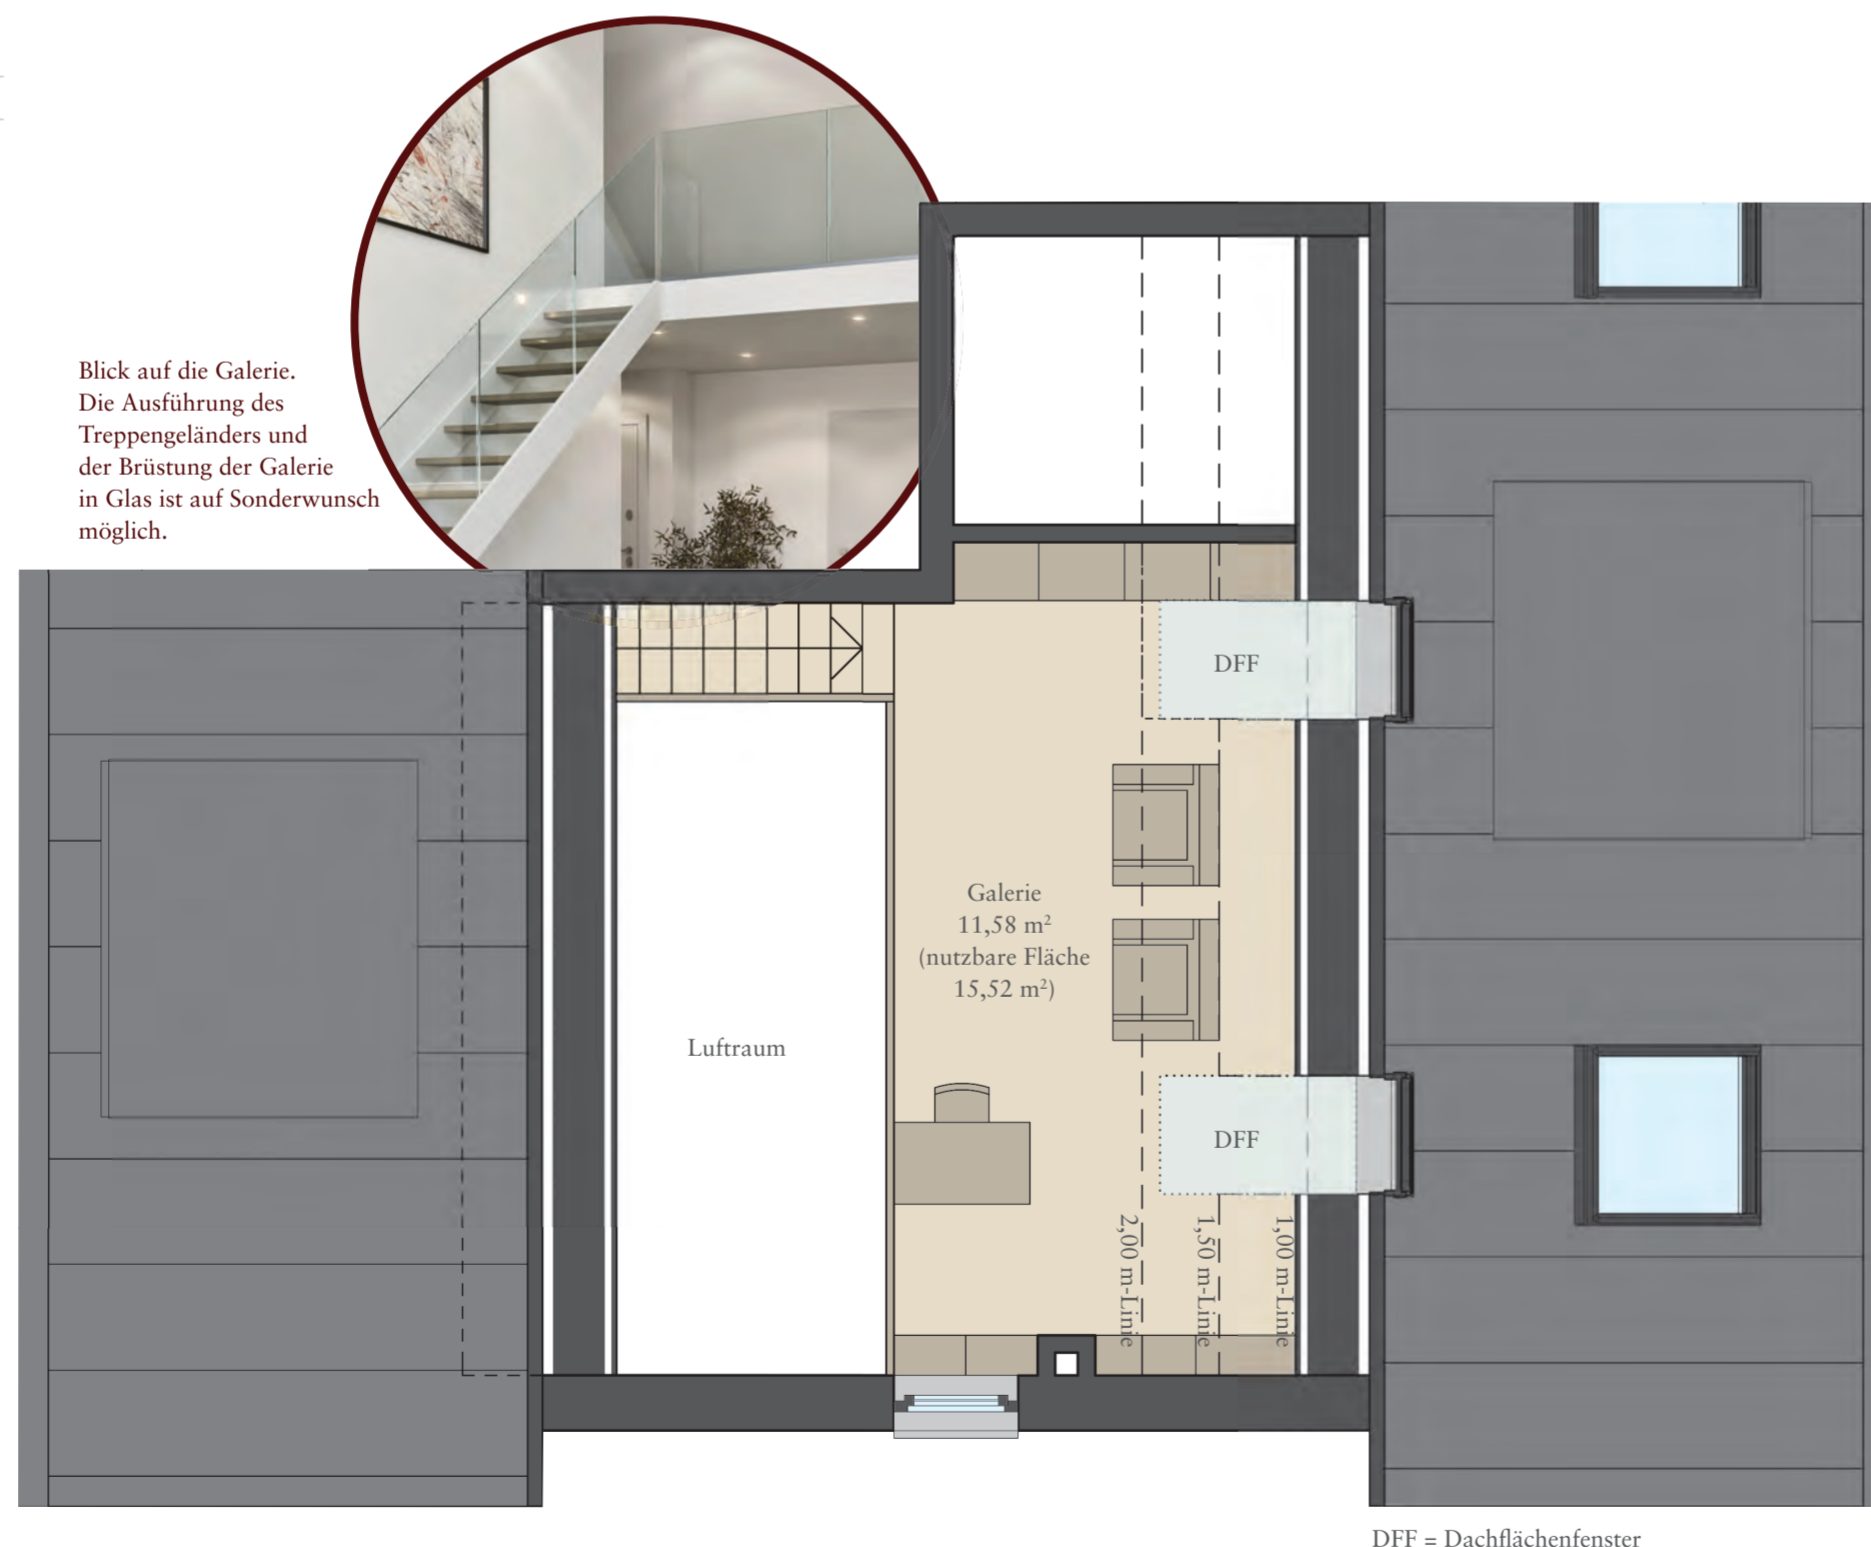 Blick auf die Galerie.
Die Ausführung des
Treppengeländers und
der Brüstung der Galerie
in Glas ist auf Sonderwunsch
möglich.
DFF
Galerie
11,58 m²
(nutzbare Fläche
15,52 m²)
Luftraum
DFF
2,00 m-Linie
1,50 m-Linie
1,00 m-Linie
DFF = Dachflächenfenster